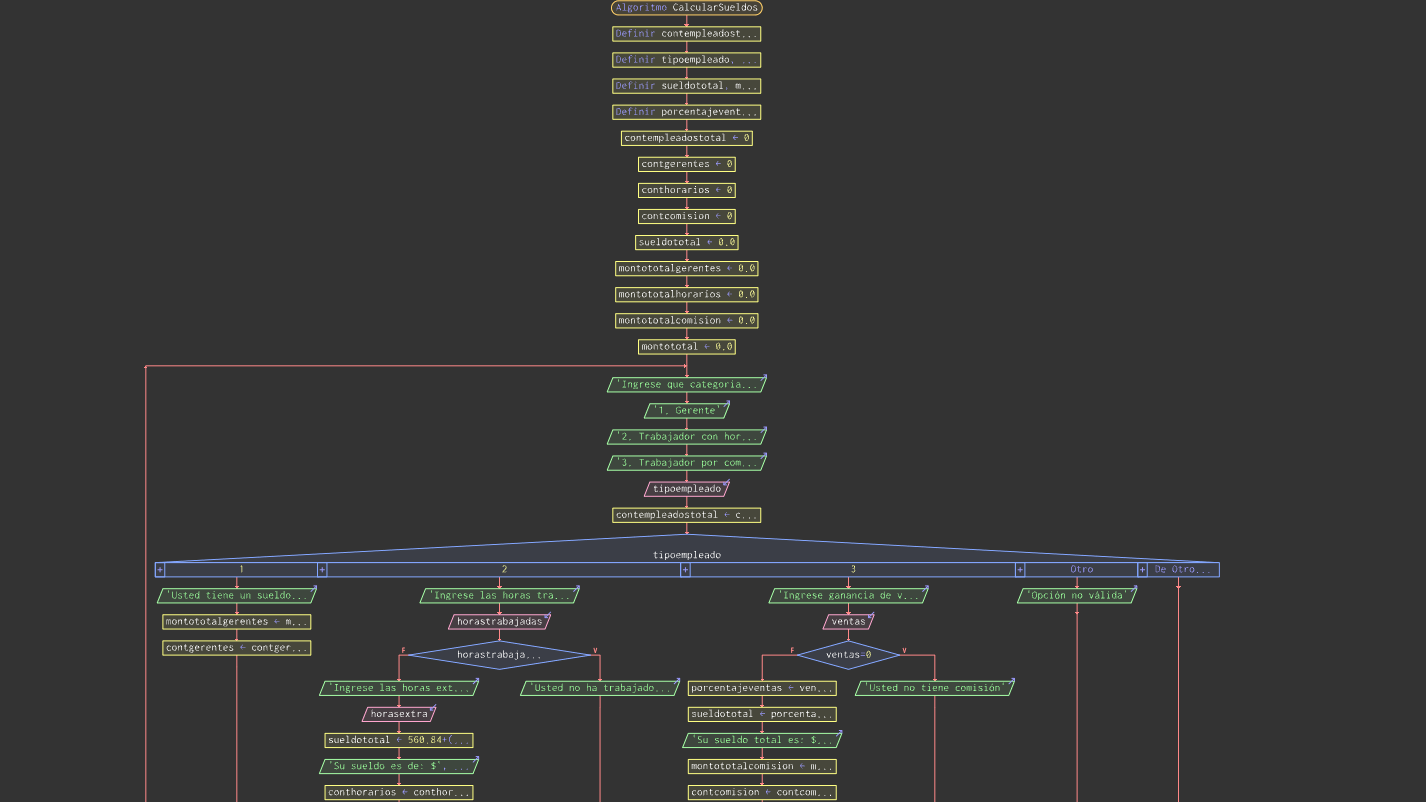 Algoritmo CalcularSueldos
Definir contempleadost...
Definir tipoempleado, ...
Definir sueldototal, m...
Definir porcentajevent...
contempleadostotal ← 0
contgerentes ← 0
conthorarios ← 0
contcomision ← 0
sueldototal ← 0.0
montototalgerentes ← 0.0
montototalhorarios ← 0.0
montototalcomision ← 0.0
montototal ← 0.0
'Ingrese que categoria...
'1. Gerente'
'2. Trabajador con hor...
'3. Trabajador por com...
tipoempleado
contempleadostotal ← c...
tipoempleado
+ 1 + 2 + 3 + Otro + De Otro...
'Usted tiene un sueldo... 'Ingrese las horas tra... 'Ingrese ganancia de v... 'Opción no válida'
montototalgerentes ← m... horastrabajadas ventas
contgerentes ← contger... F horastrabaja... V F ventas=0 V
'Ingrese las horas ext... 'Usted no ha trabajado... porcentajeventas ← ven... 'Usted no tiene comisión'
horasextra sueldototal ← porcenta...
sueldototal ← 560.84+(... 'Su sueldo total es: $...
'Su sueldo es de: $', ... montototalcomision ← m...
conthorarios ← conthor... contcomision ← contcom...